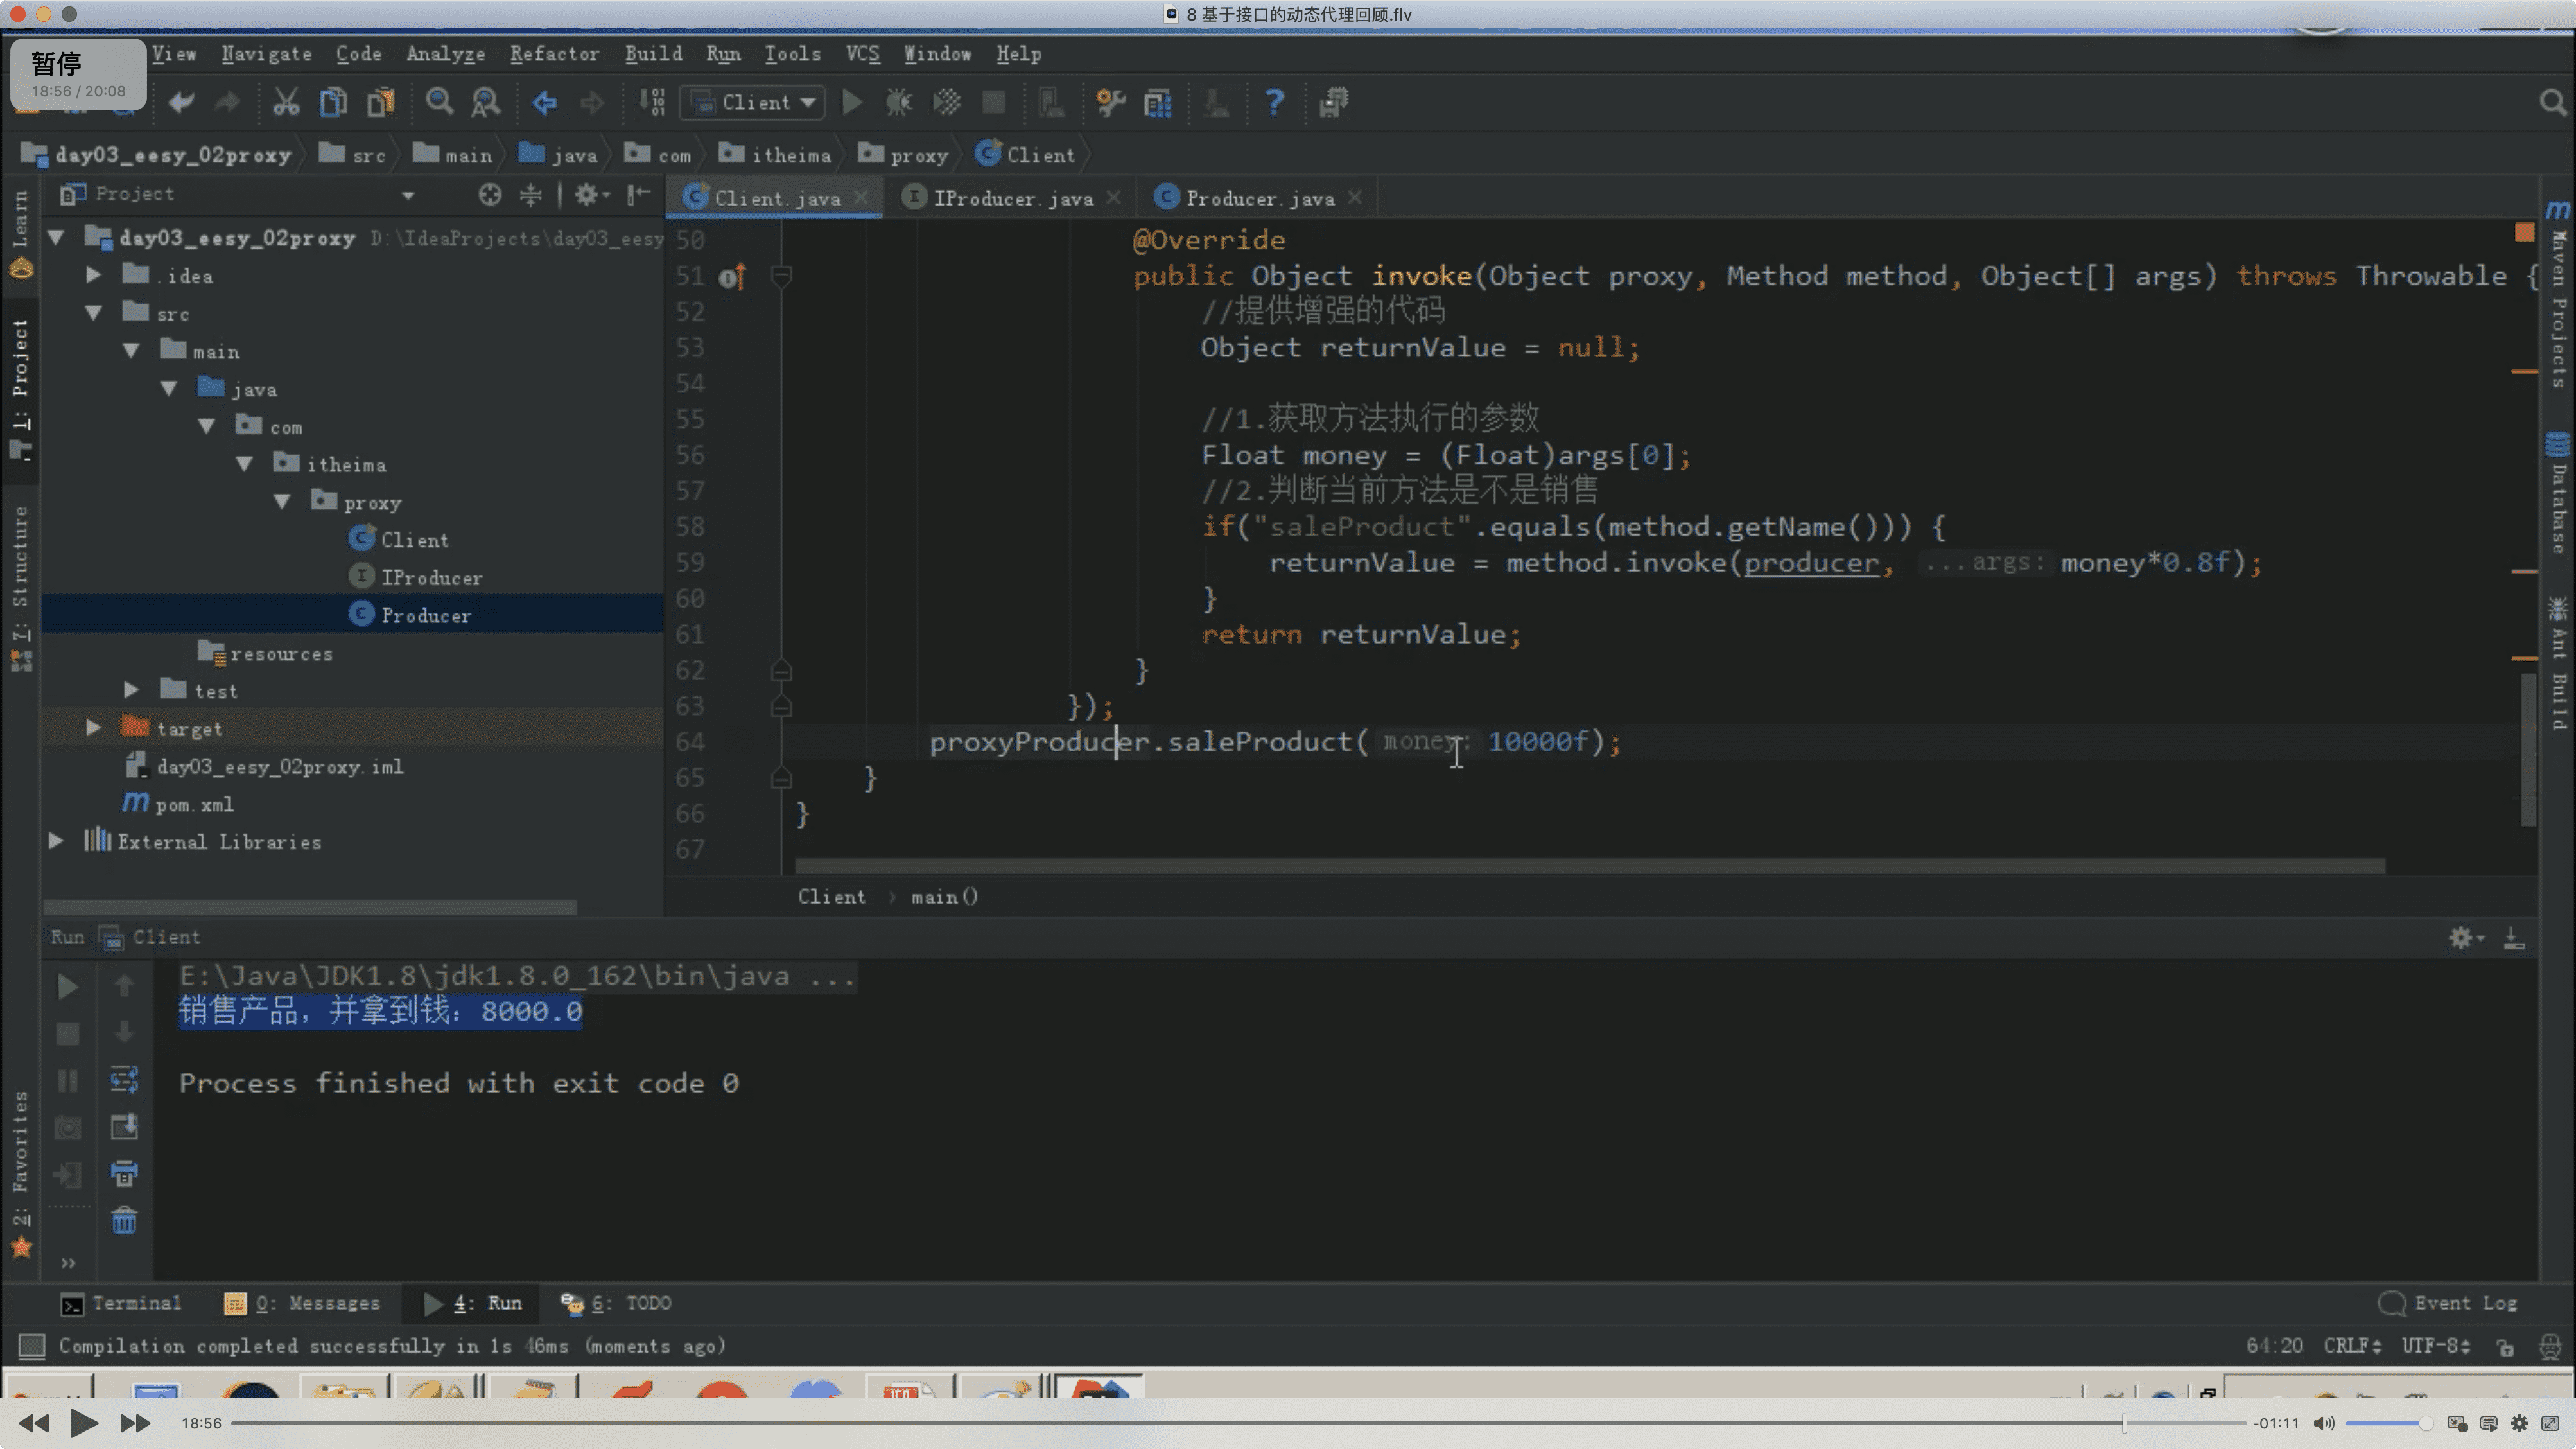 8 基于接口的动态代理回顾.flv
暂停
18:56 / 20:08
View Navigate Code Analyze Refactor Build Run Tools VCS Window Help
Client
day03_eesy_02proxy src main java com itheima proxy Client
Project
Client.java IProducer.java Producer.java
Learn
1: Project
7: Structure
2: Favorites
day03_eesy_02proxy D:\IdeaProjects\day03_eesy
.idea
src
main
java
com
itheima
proxy
Client
IProducer
Producer
resources
test
target
day03_eesy_02proxy.iml
pom.xml
External Libraries
50 @Override
51 public Object invoke(Object proxy, Method method, Object[] args) throws Throwable {
52 //提供增强的代码
53 Object returnValue = null;
54
55 //1.获取方法执行的参数
56 Float money = (Float)args[0];
57 //2.判断当前方法是不是销售
58 if("saleProduct".equals(method.getName())) {
59 returnValue = method.invoke(producer, ...args: money*0.8f);
60 }
61 return returnValue;
62 }
63 });
64 proxyProducer.saleProduct( money: 10000f);
65 }
66 }
67
Client › main()
Maven Projects
Database
Ant Build
Run Client
E:\Java\JDK1.8\jdk1.8.0_162\bin\java ...
销售产品，并拿到钱：8000.0
Process finished with exit code 0
Terminal 0: Messages 4: Run 6: TODO Event Log
Compilation completed successfully in 1s 46ms (moments ago) 64:20 CRLF UTF-8
18:56 -01:11